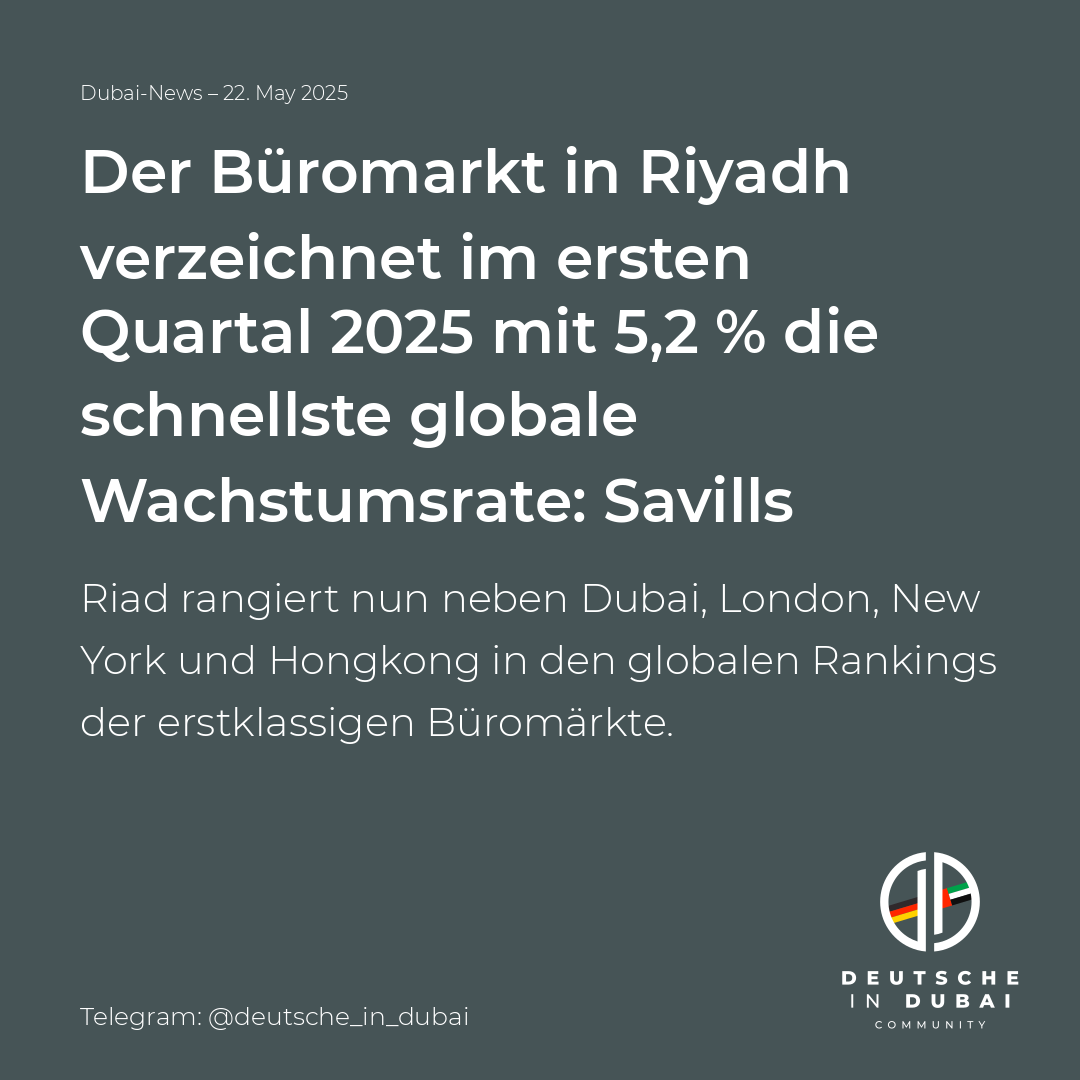 Dubai-News – 22. May 2025
Der Büromarkt in Riyadh
verzeichnet im ersten
Quartal 2025 mit 5,2 % die
schnellste globale
Wachstumsrate: Savills
Riad rangiert nun neben Dubai, London, New
York und Hongkong in den globalen Rankings
der erstklassigen Büromärkte.
DEUTSCHE
IN DUBAI
COMMUNITY
Telegram: @deutsche_in_dubai